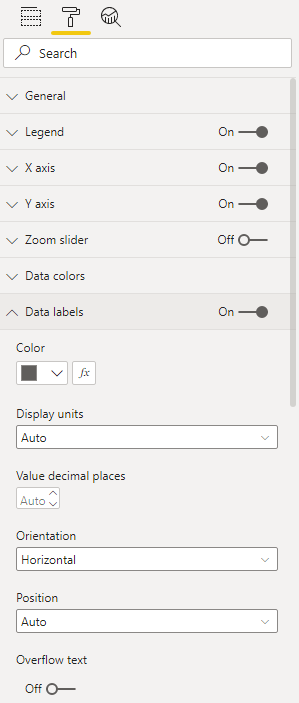 Search
General
Legend On
X axis On
Y axis On
Zoom slider Off
Data colors
Data labels On
Color
fx
Display units
Auto
Value decimal places
Auto
Orientation
Horizontal
Position
Auto
Overflow text
Off